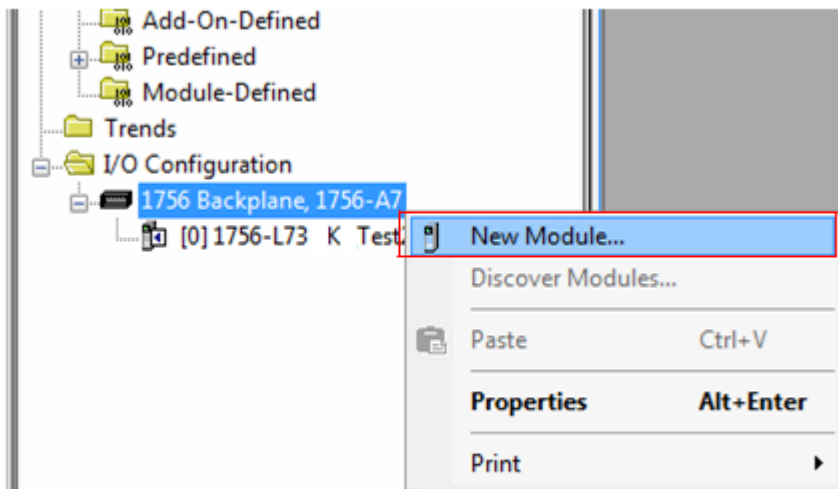 Add-On-Defined
Predefined
Module-Defined
Trends
I/O Configuration
1756 Backplane, 1756-A7
[0] 1756-L73 K
New Module...
Discover Modules...
Paste Ctrl+V
Properties Alt+Enter
Print